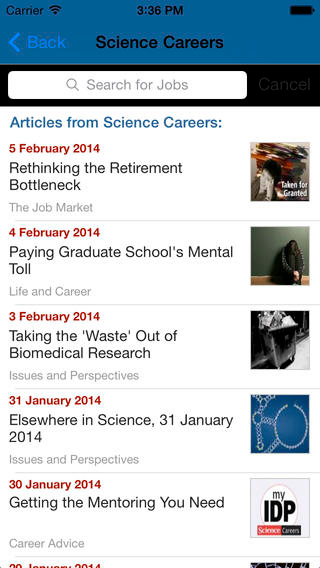 Carrier 3:36 PM
Back Science Careers
Search for Jobs Cancel
Articles from Science Careers:
5 February 2014
Rethinking the Retirement
Bottleneck
The Job Market
Taken for
Granted
4 February 2014
Paying Graduate School's Mental
Toll
Life and Career
3 February 2014
Taking the 'Waste' Out of
Biomedical Research
Issues and Perspectives
31 January 2014
Elsewhere in Science, 31 January
2014
Issues and Perspectives
30 January 2014
Getting the Mentoring You Need
Career Advice
my
IDP
Science Careers
29 January 2014